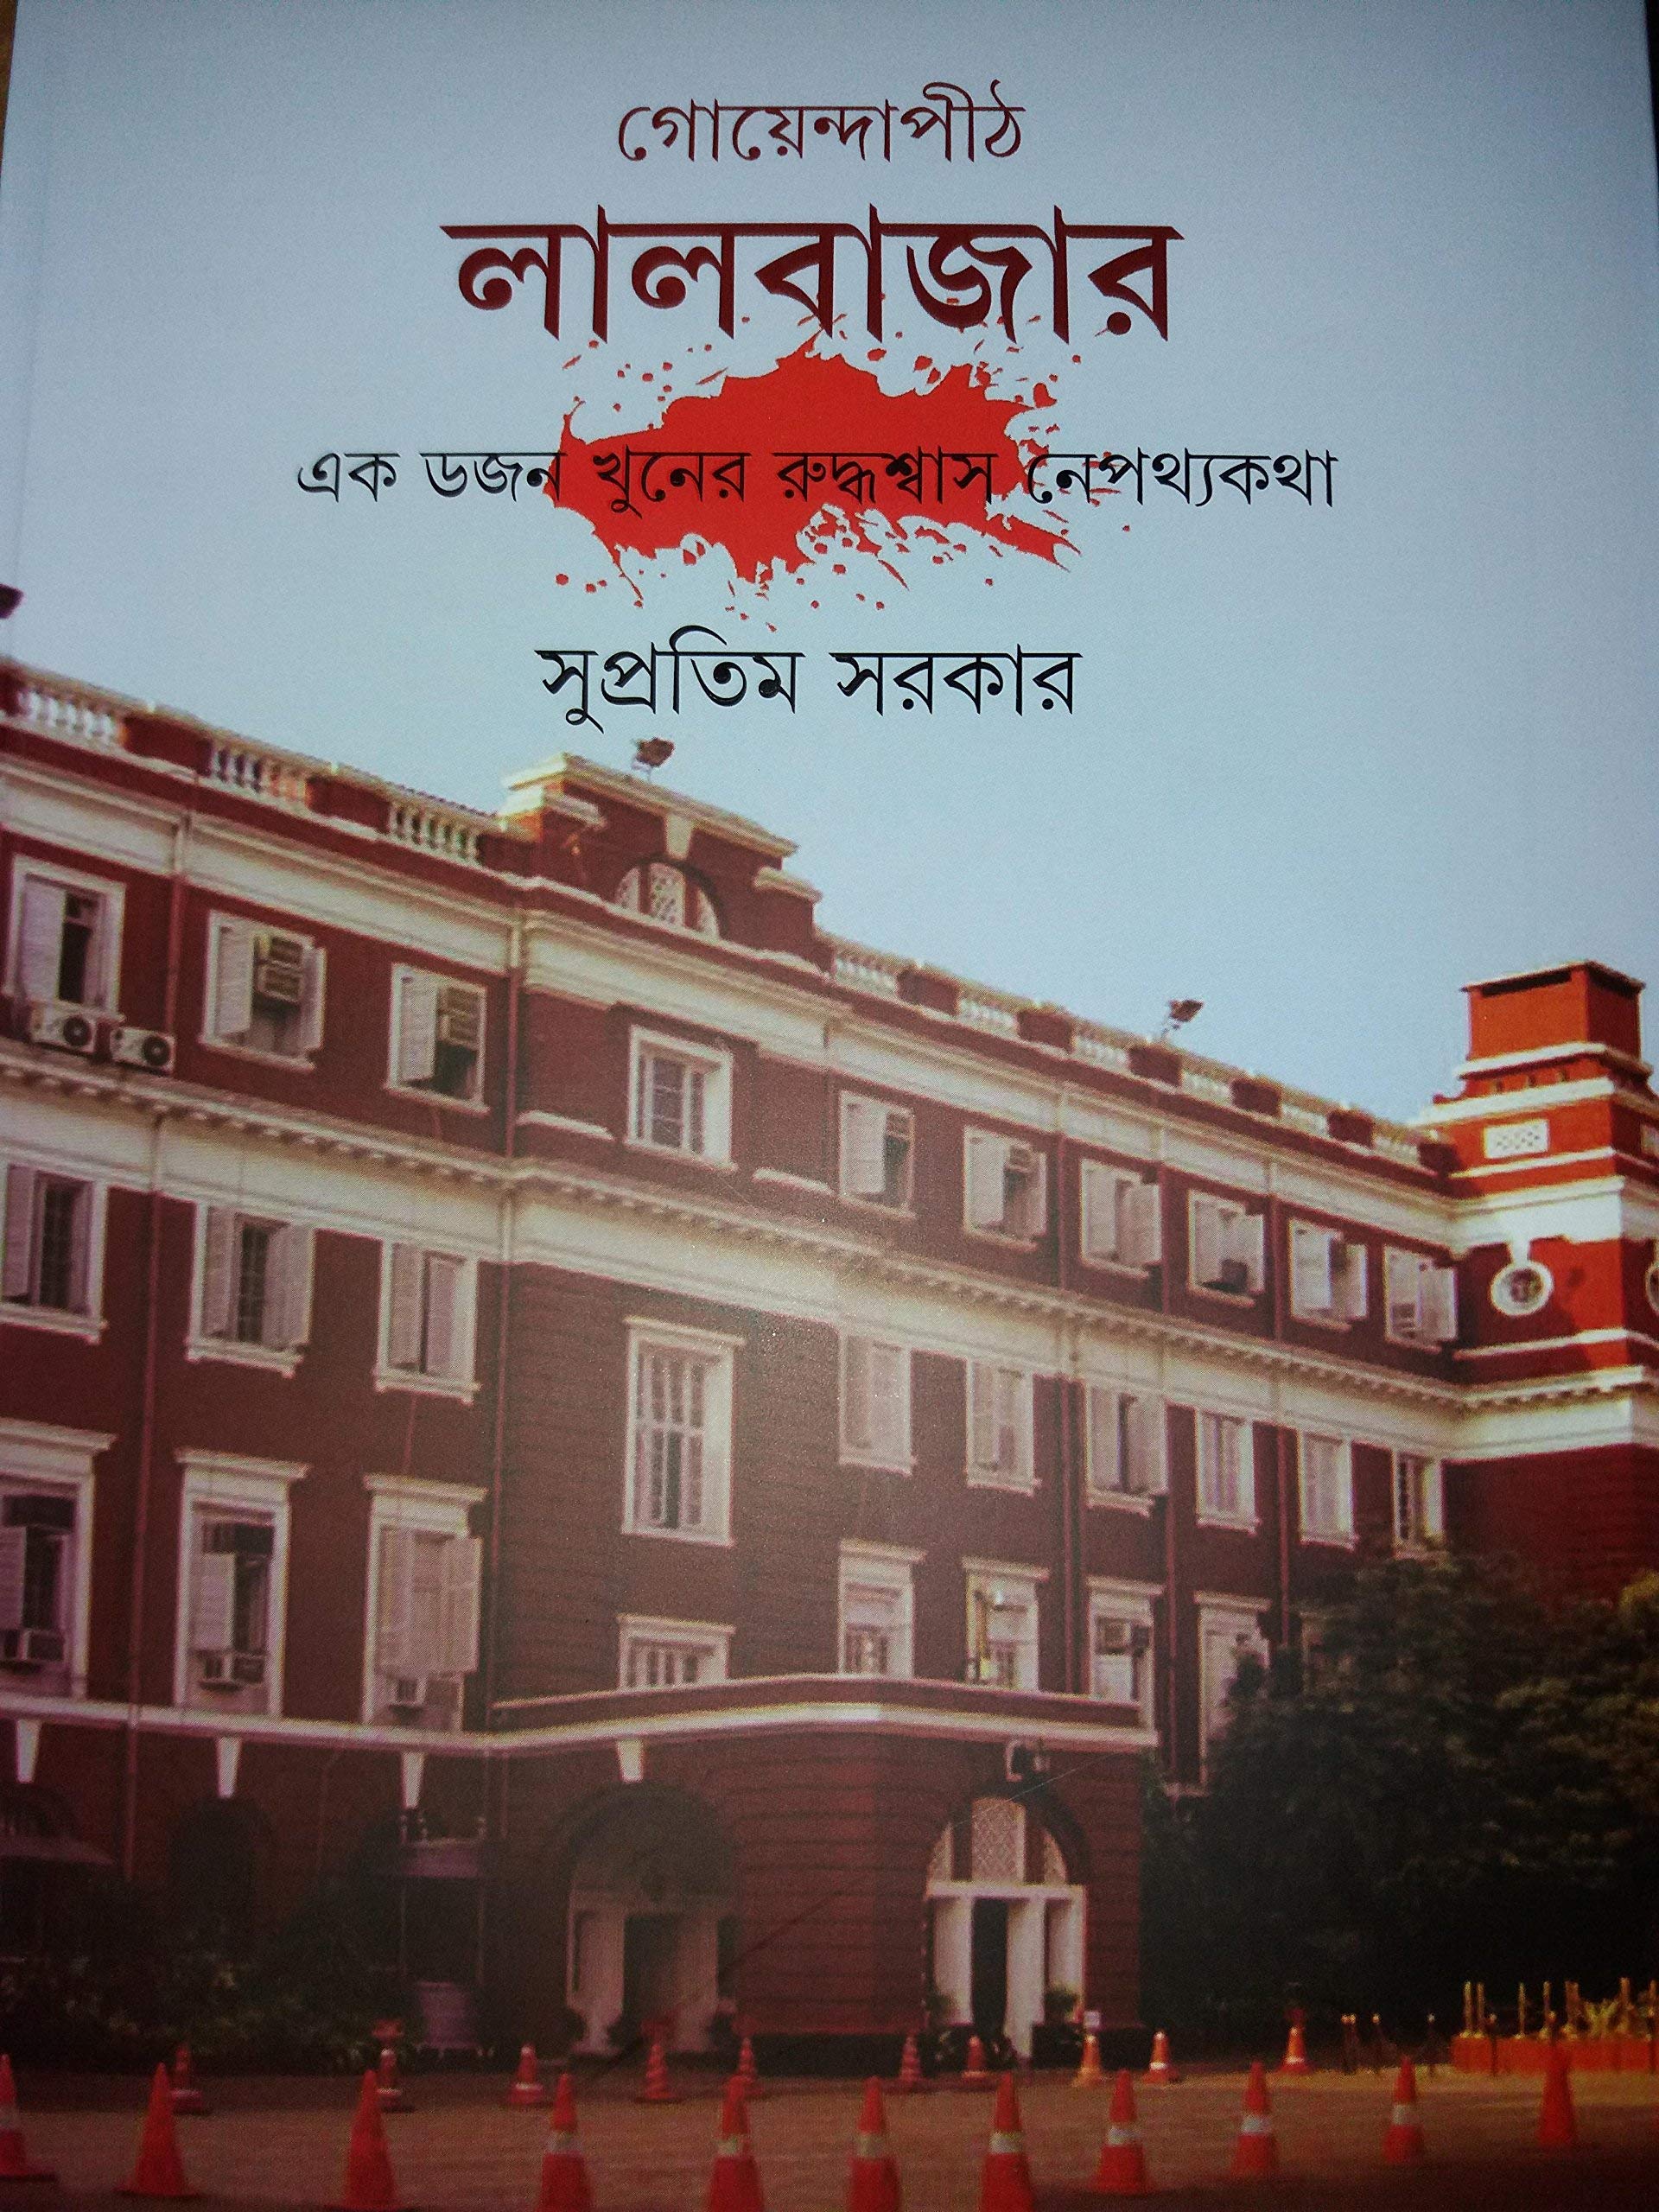 গোয়েন্দাপীঠ
লালবাজার
এক ডজন খুনের রুদ্ধশ্বাস নেপথ্যকথা
সুপ্রতিম সরকার